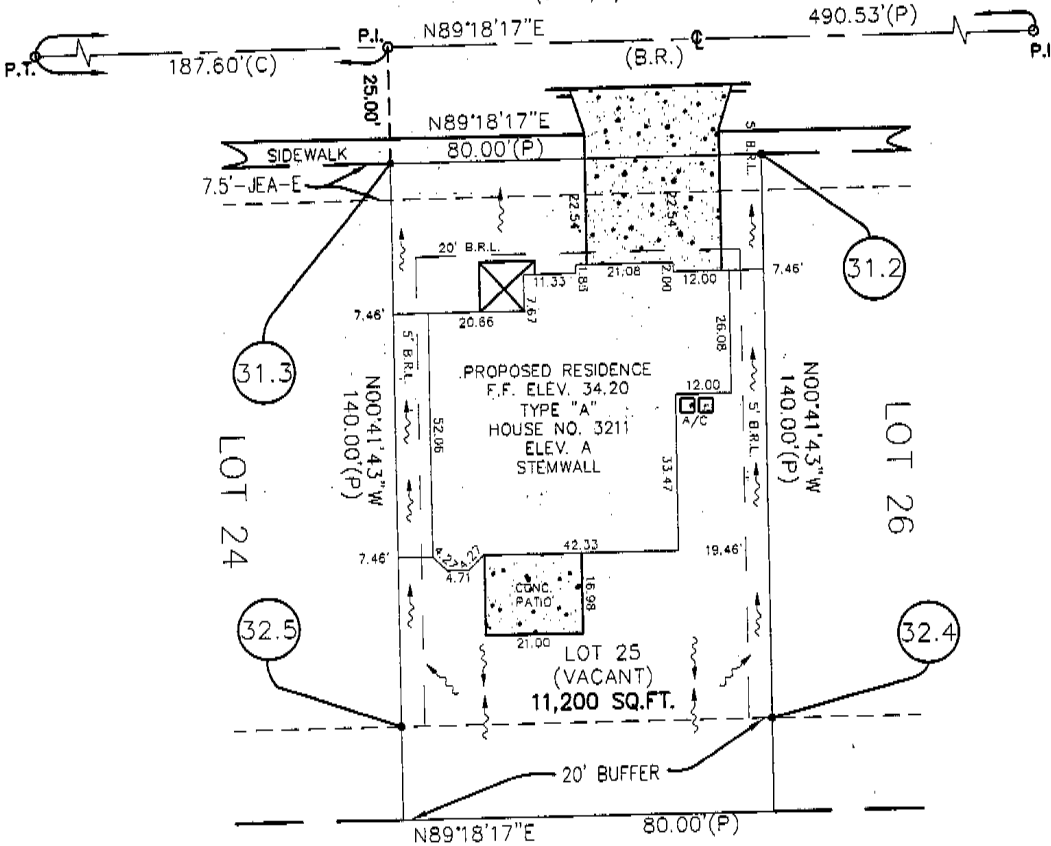 490.53'(P)
P.I.
N89°18'17"E
P.T.
187.60'(C)
(B.R.)
P.I
25.00'
N89°18'17"E
SIDEWALK
80.00'(P)
5' B.R.L.
7.5'-JEA-E
22.54'
22.54'
20' B.R.L.
31.2
11.33
1.85
21.08
2.00
12.00
7.46'
7.67
7.46'
20.66
26.08
31.3
5' B.R.L.
PROPOSED RESIDENCE
F.F. ELEV. 34.20
TYPE "A"
HOUSE NO. 3211
ELEV. A
STEMWALL
12.00
A/C
5' B.R.L.
N00°41'43"W
140.00'(P)
N00°41'43"W
140.00'(P)
LOT 24
LOT 26
52.06
33.47
7.46'
4.27
4.71
4.27
42.33
19.46'
CONC.
PATIO
16.98
21.00
32.5
32.4
LOT 25
(VACANT)
11,200 SQ.FT.
20' BUFFER
N89°18'17"E
80.00'(P)